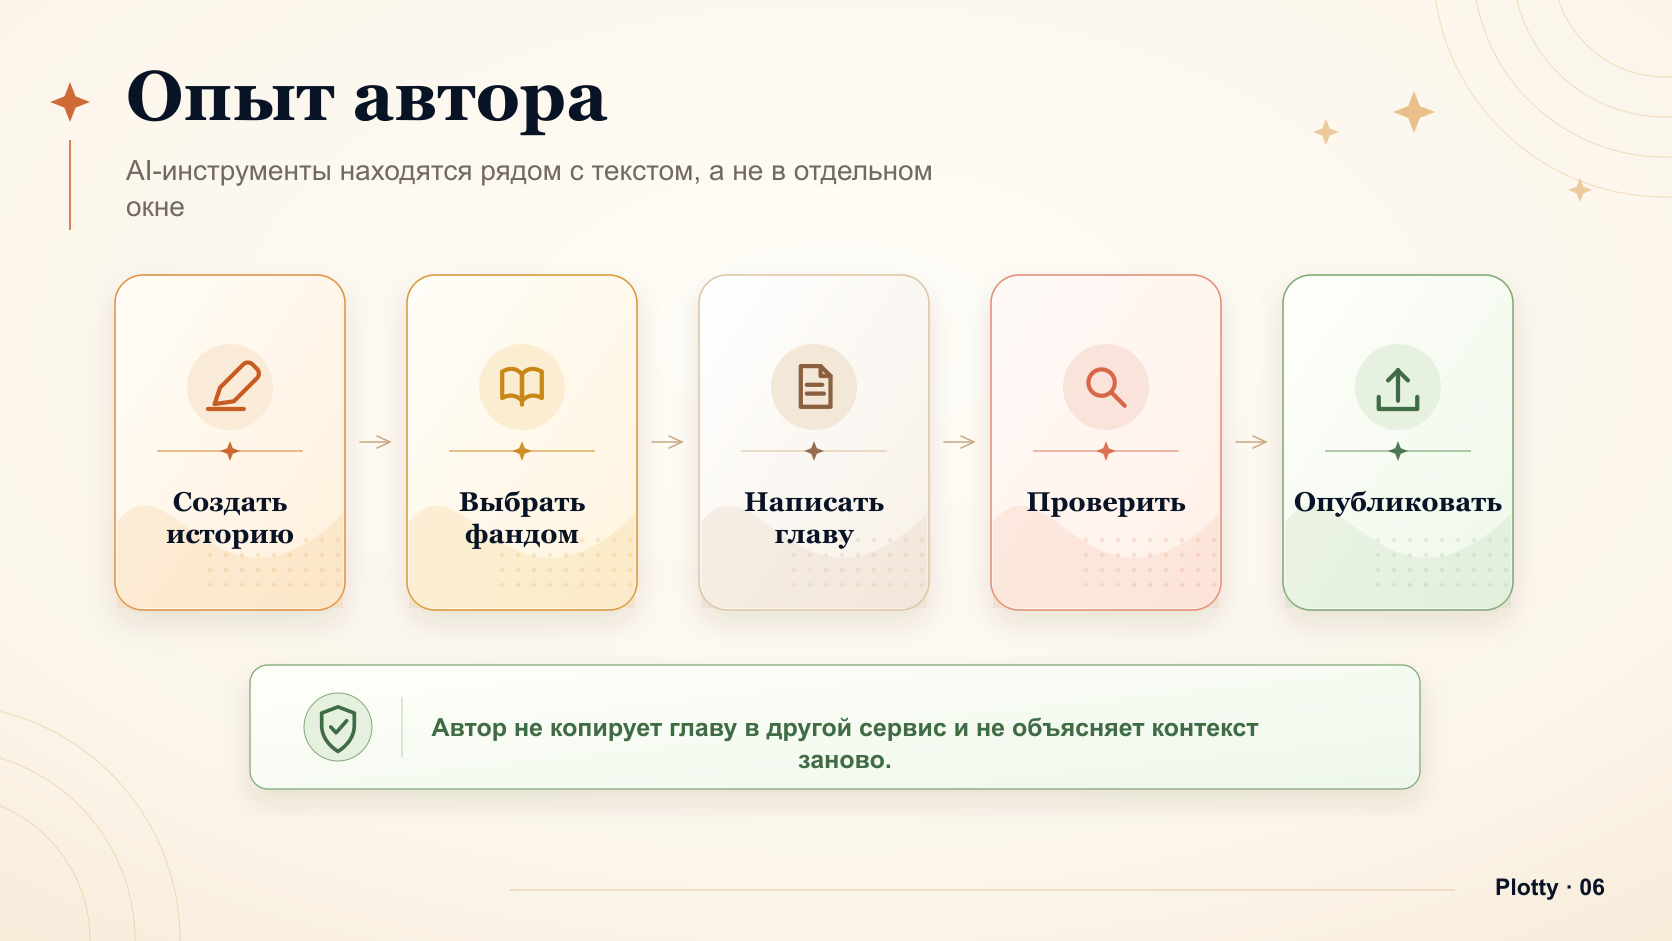 Опыт автора
AI-инструменты находятся рядом с текстом, а не в отдельном
окне
Создать
историю
Выбрать
фандом
Написать
главу
Проверить
Опубликовать
Автор не копирует главу в другой сервис и не объясняет контекст
заново.
Plotty · 06